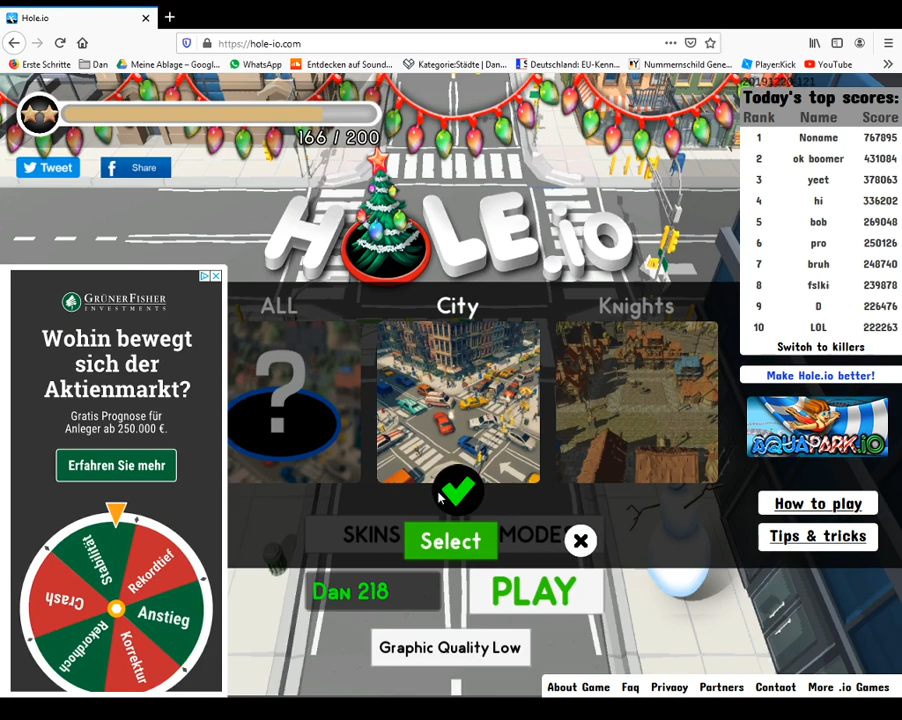 Hole.io
https://hole-io.com
Erste Schritte
Dan
Meine Ablage – Googl...
WhatsApp
Entdecken auf Sound...
Kategorie:Städte | Dan...
Deutschland: EU-Kenn...
Nummernschild Gene...
Player:Kick
YouTube
166 / 200
Tweet
Share
HOLE.io
Today's top scores:
Rank Name Score
1 Noname 767895
2 ok boomer 431084
3 yeet 378063
4 hi 336202
5 bob 269048
6 pro 250126
7 bruh 248740
8 fslki 239878
9 D 226476
10 LOL 222263
Switch to killers
Make Hole.io better!
AQUAPARK.IO
How to play
Tips & tricks
GRÜNERFISHER
INVESTMENTS
Wohin bewegt
sich der
Aktienmarkt?
Gratis Prognose für
Anleger ab 250.000 €.
Erfahren Sie mehr
Stabilität
Rekordtief
Anstieg
Korrektur
Rekordhoch
Crash
ALL
City
Knights
?
SKINS
Select
MODES
Dan 218
PLAY
Graphic Quality Low
About Game Faq Privacy Partners Contact More .io Games